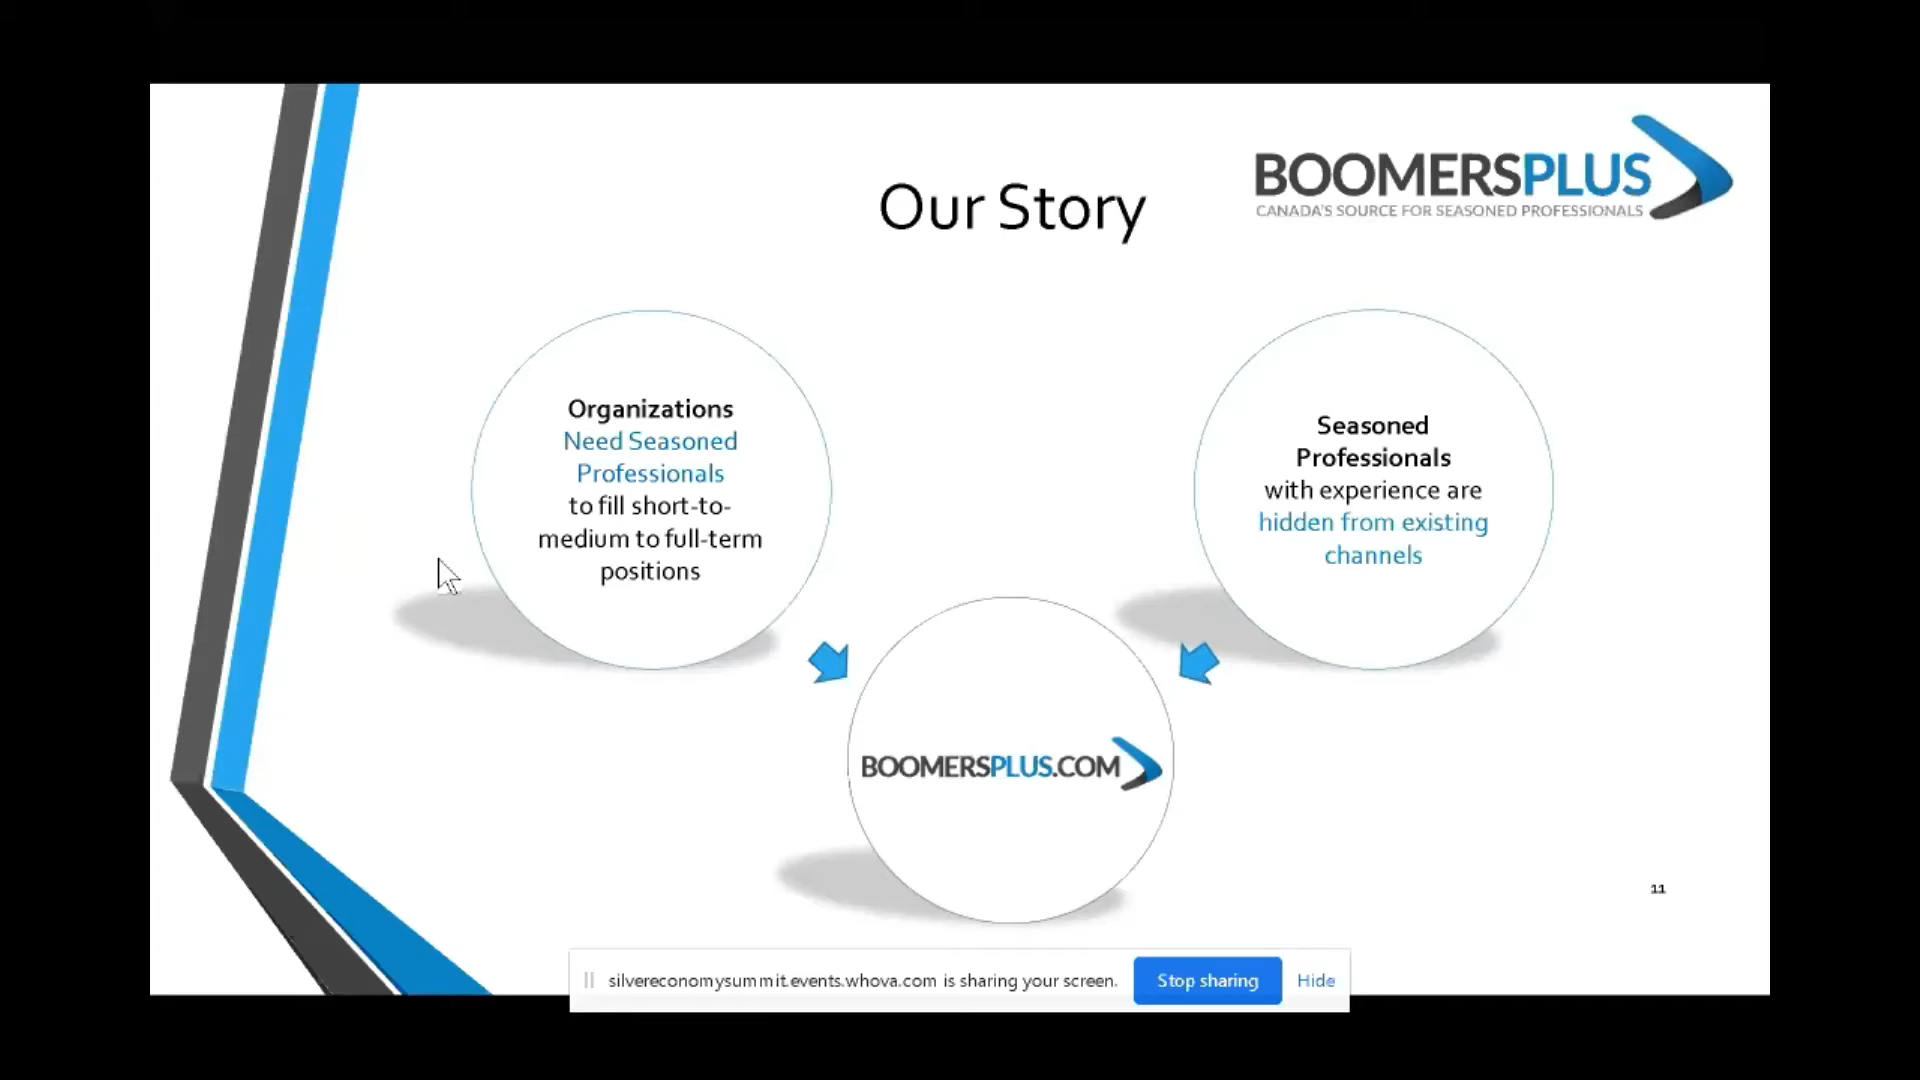 Our Story
BOOMERSPLUS
CANADA'S SOURCE FOR SEASONED PROFESSIONALS
Organizations
Need Seasoned
Professionals
to fill short-to-
medium to full-term
positions
Seasoned
Professionals
with experience are
hidden from existing
channels
BOOMERSPLUS.COM
11
silvereconomysummit.events.whova.com is sharing your screen.
Stop sharing
Hide